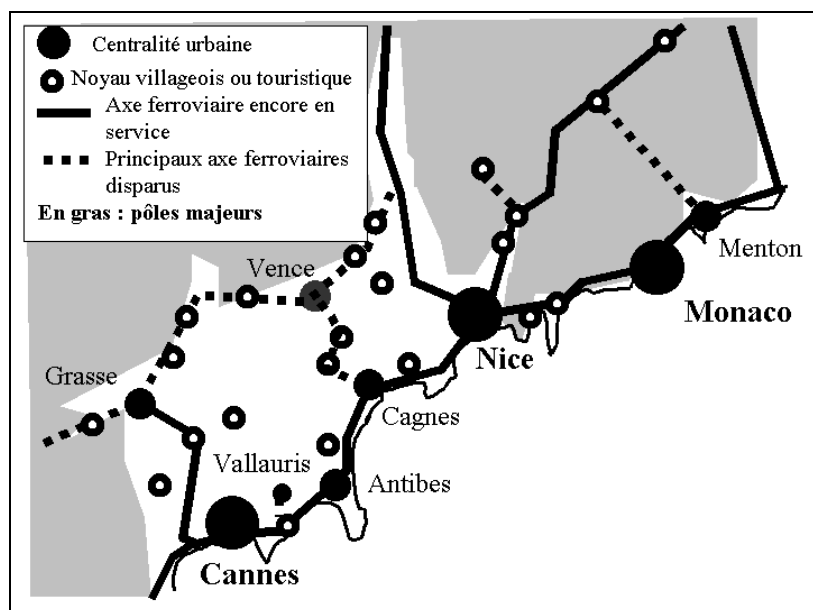 Centralité urbaine
Noyau villageois ou touristique
Axe ferroviaire encore en
service
Principaux axe ferroviaires
disparus
En gras : pôles majeurs
Vence
Menton
Monaco
Nice
Grasse
Cagnes
Vallauris
Antibes
Cannes